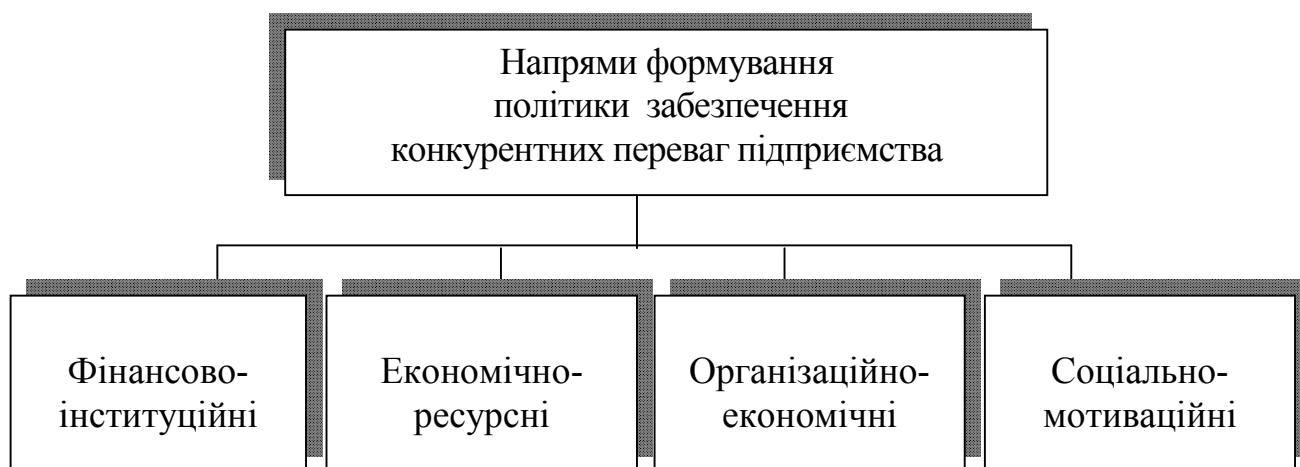 Напрями формування
політики забезпечення
конкурентних переваг підприємства
Фінансово-
інституційні
Економічно-
ресурсні
Організаційно-
економічні
Соціально-
мотиваційні